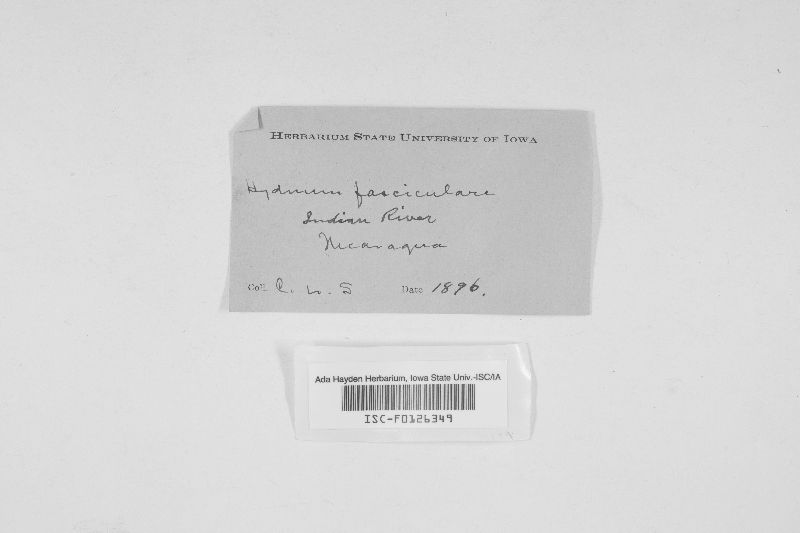 HERBARIUM STATE UNIVERSITY OF IOWA
Hydnum fasciculare
Indian River
Nicaragua
Coll. C. L. S Date 1896.
Ada Hayden Herbarium, Iowa State Univ.-ISC/IA
ISC-F0126349